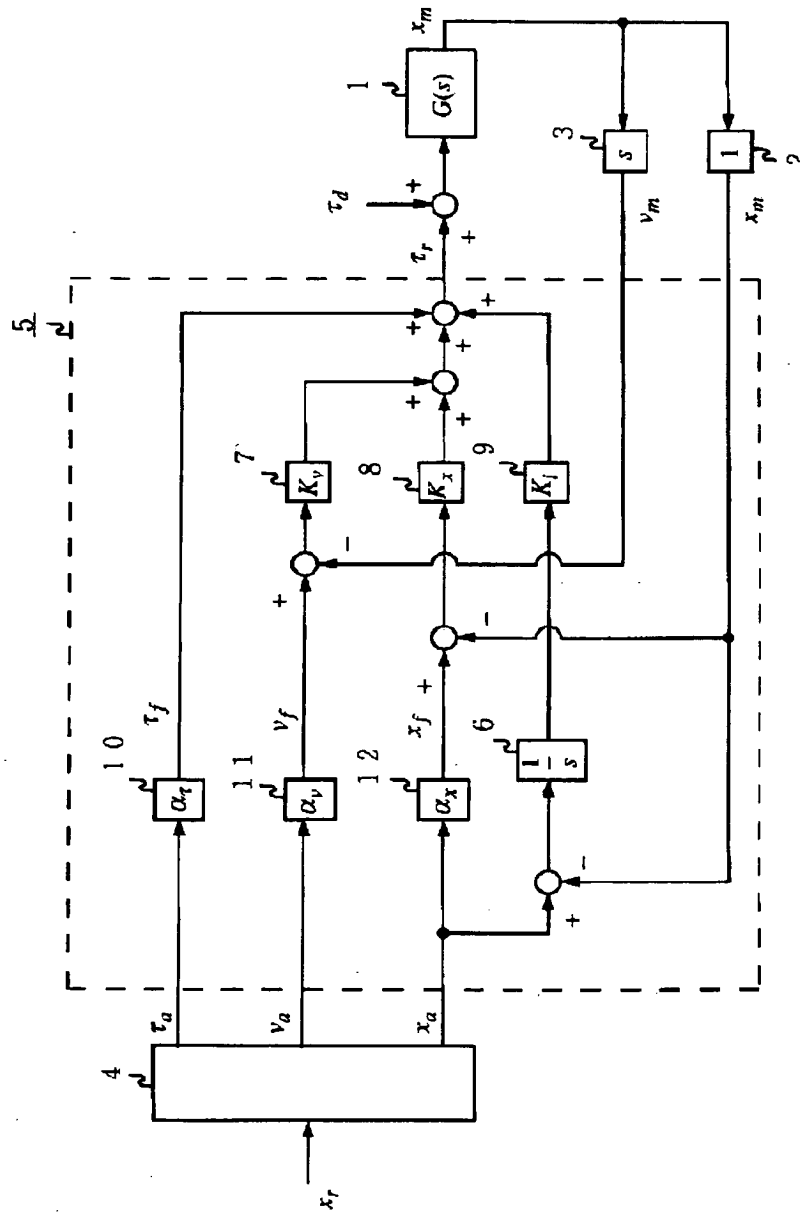 5
10
τ_a
α_τ
τ_f
7
11
v_a
α_v
v_f
+
−
K_v
+
+
+
+
τ_r
+
τ_d
+
1
G(s)
x_m
4
x_r
12
x_a
α_x
x_f
+
−
8
K_x
+
6
1
s
+
−
9
K_i
+
3
s
v_m
1
x_m